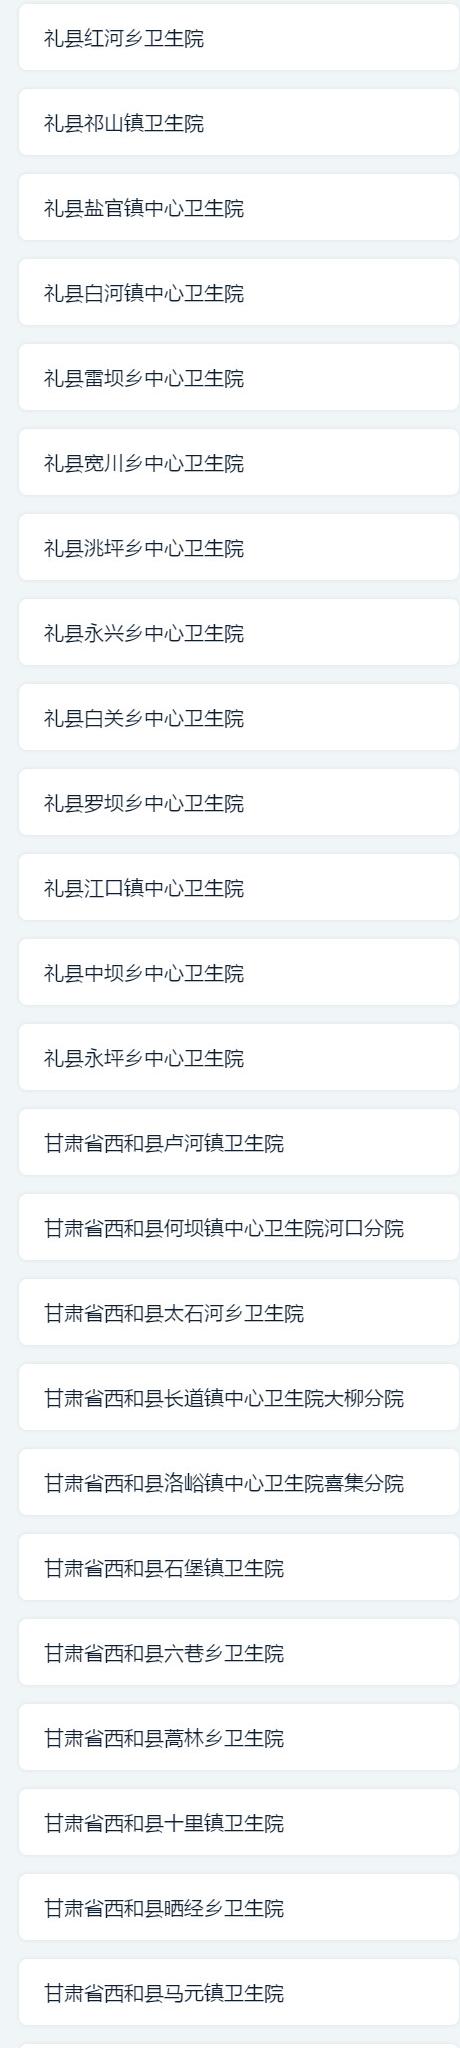 礼县红河乡卫生院
礼县祁山镇卫生院
礼县盐官镇中心卫生院
礼县白河镇中心卫生院
礼县雷坝乡中心卫生院
礼县宽川乡中心卫生院
礼县洮坪乡中心卫生院
礼县永兴乡中心卫生院
礼县白关乡中心卫生院
礼县罗坝乡中心卫生院
礼县江口镇中心卫生院
礼县中坝乡中心卫生院
礼县永坪乡中心卫生院
甘肃省西和县卢河镇卫生院
甘肃省西和县何坝镇中心卫生院河口分院
甘肃省西和县太石河乡卫生院
甘肃省西和县长道镇中心卫生院大柳分院
甘肃省西和县洛峪镇中心卫生院喜集分院
甘肃省西和县石堡镇卫生院
甘肃省西和县六巷乡卫生院
甘肃省西和县蒿林乡卫生院
甘肃省西和县十里镇卫生院
甘肃省西和县晒经乡卫生院
甘肃省西和县马元镇卫生院